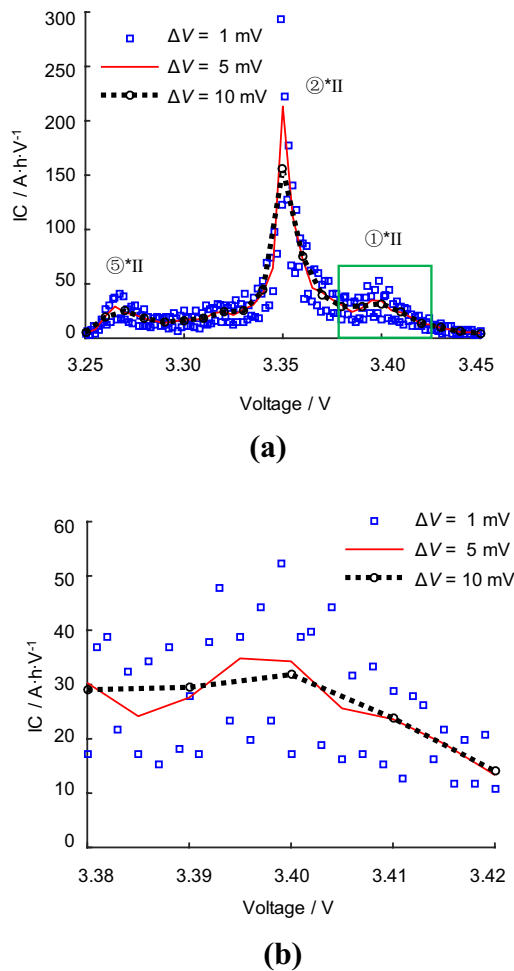 300
250
200
150
100
50
0
IC / A·h·V⁻¹
ΔV = 1 mV
ΔV = 5 mV
ΔV = 10 mV
②*II
⑤*II
①*II
3.25 3.30 3.35 3.40 3.45
Voltage / V
(a)
60
50
40
30
20
10
0
IC / A·h·V⁻¹
ΔV = 1 mV
ΔV = 5 mV
ΔV = 10 mV
3.38 3.39 3.40 3.41 3.42
Voltage / V
(b)